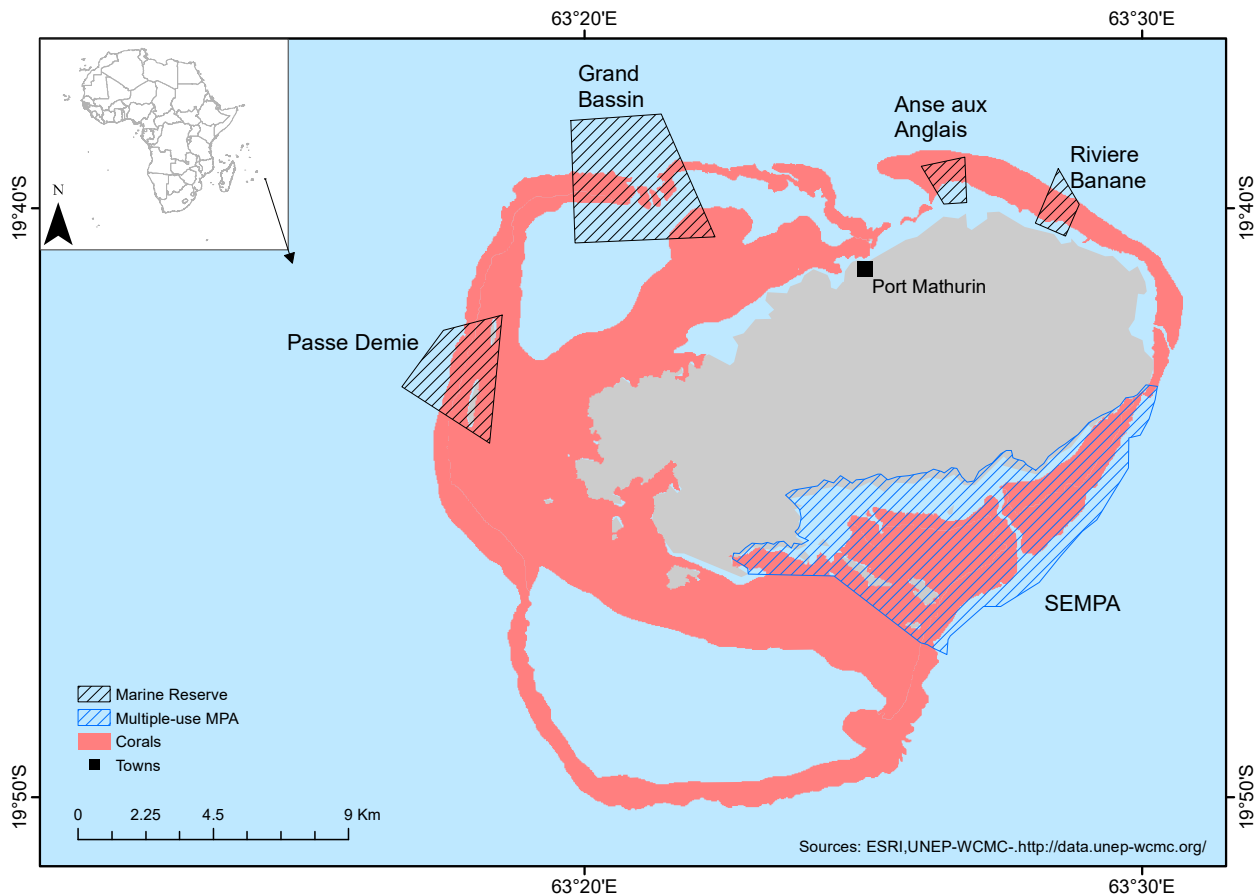 63°20'E
63°30'E
N
Grand
Bassin
Anse aux
Anglais
Riviere
Banane
19°40'S
19°40'S
Port Mathurin
Passe Demie
SEMPA
Marine Reserve
Multiple-use MPA
Corals
Towns
19°50'S
19°50'S
0 2.25 4.5 9 Km
Sources: ESRI,UNEP-WCMC-.http://data.unep-wcmc.org/
63°20'E
63°30'E